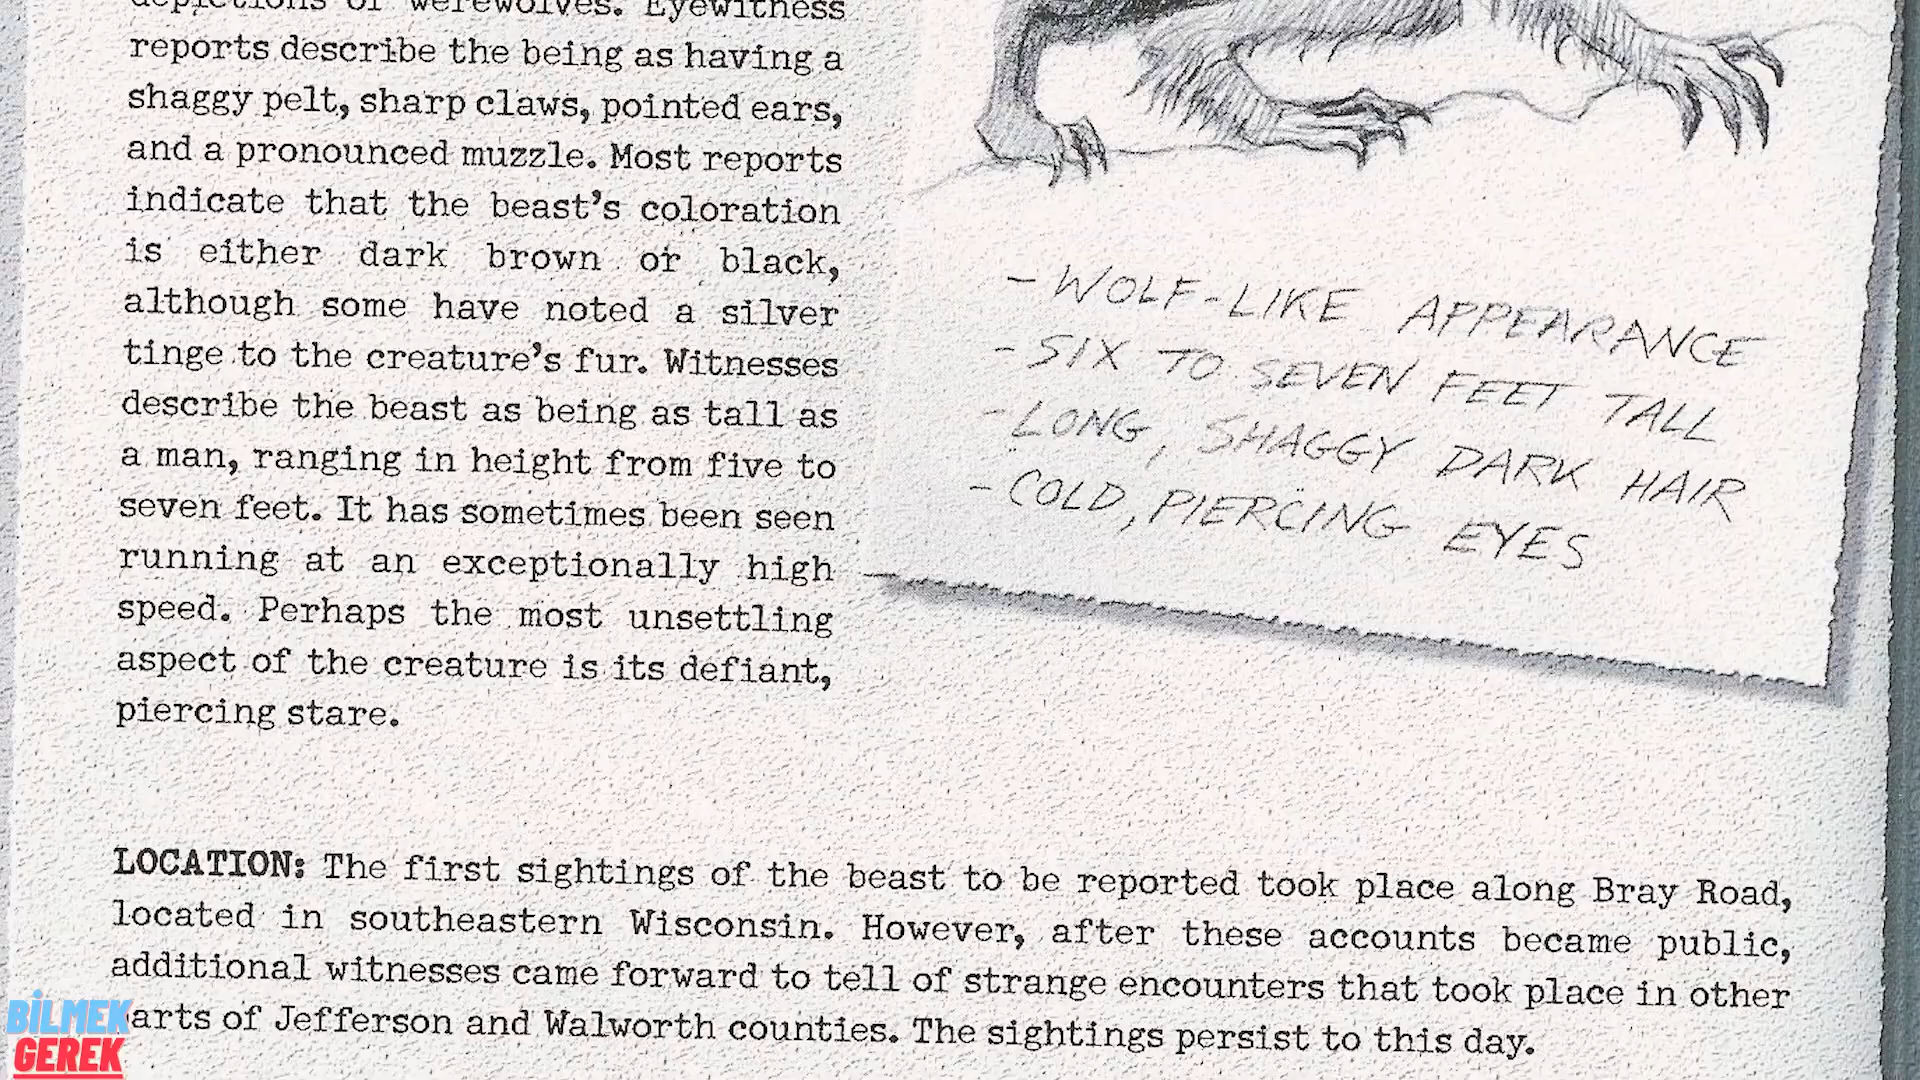 depictions of werewolves. Eyewitness
reports describe the being as having a
shaggy pelt, sharp claws, pointed ears,
and a pronounced muzzle. Most reports
indicate that the beast's coloration
is either dark brown or black,
although some have noted a silver
tinge to the creature's fur. Witnesses
describe the beast as being as tall as
a man, ranging in height from five to
seven feet. It has sometimes been seen
running at an exceptionally high
speed. Perhaps the most unsettling
aspect of the creature is its defiant,
piercing stare.
- WOLF-LIKE APPEARANCE
- SIX TO SEVEN FEET TALL
- LONG, SHAGGY DARK HAIR
- COLD, PIERCING EYES
LOCATION: The first sightings of the beast to be reported took place along Bray Road,
located in southeastern Wisconsin. However, after these accounts became public,
additional witnesses came forward to tell of strange encounters that took place in other
arts of Jefferson and Walworth counties. The sightings persist to this day.
BİLMEK
GEREK